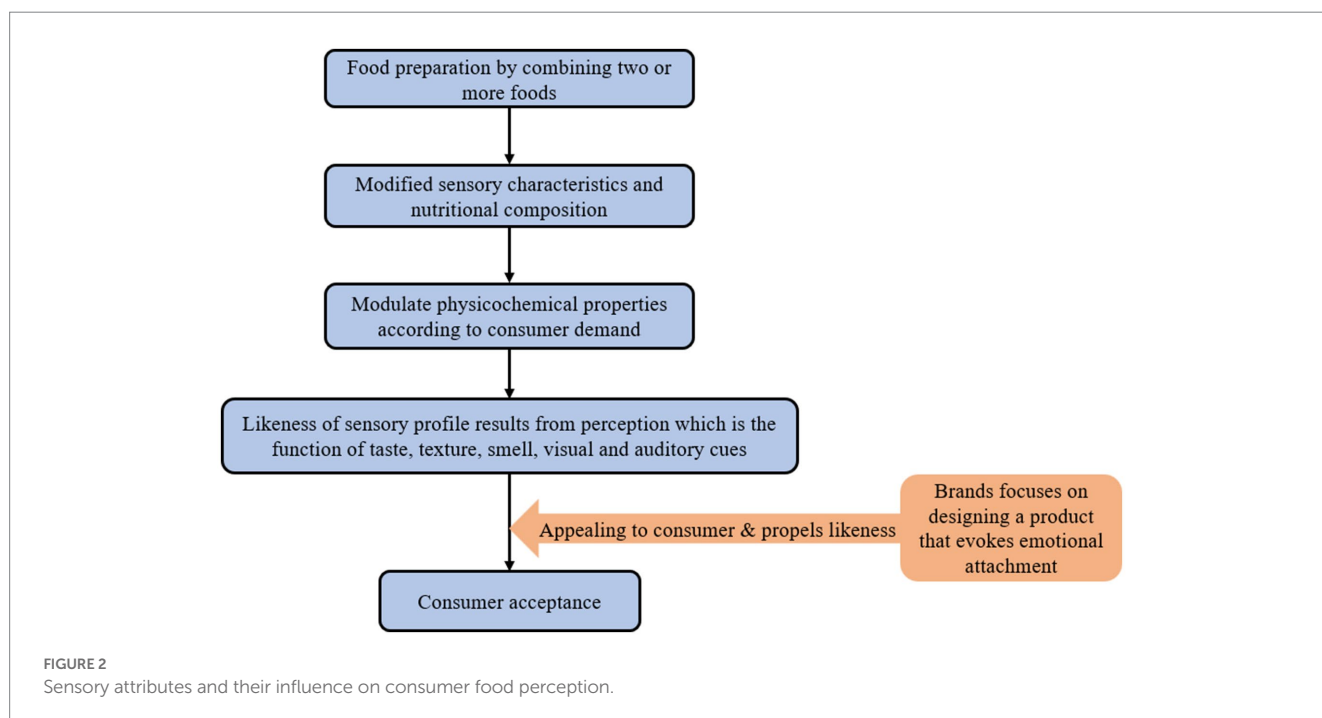 Food preparation by combining two or
more foods
Modified sensory characteristics and
nutritional composition
Modulate physicochemical properties
according to consumer demand
Likeness of sensory profile results from perception which is the
function of taste, texture, smell, visual and auditory cues
Appealing to consumer & propels likeness
Brands focuses on
designing a product
that evokes emotional
attachment
Consumer acceptance
FIGURE 2
Sensory attributes and their influence on consumer food perception.